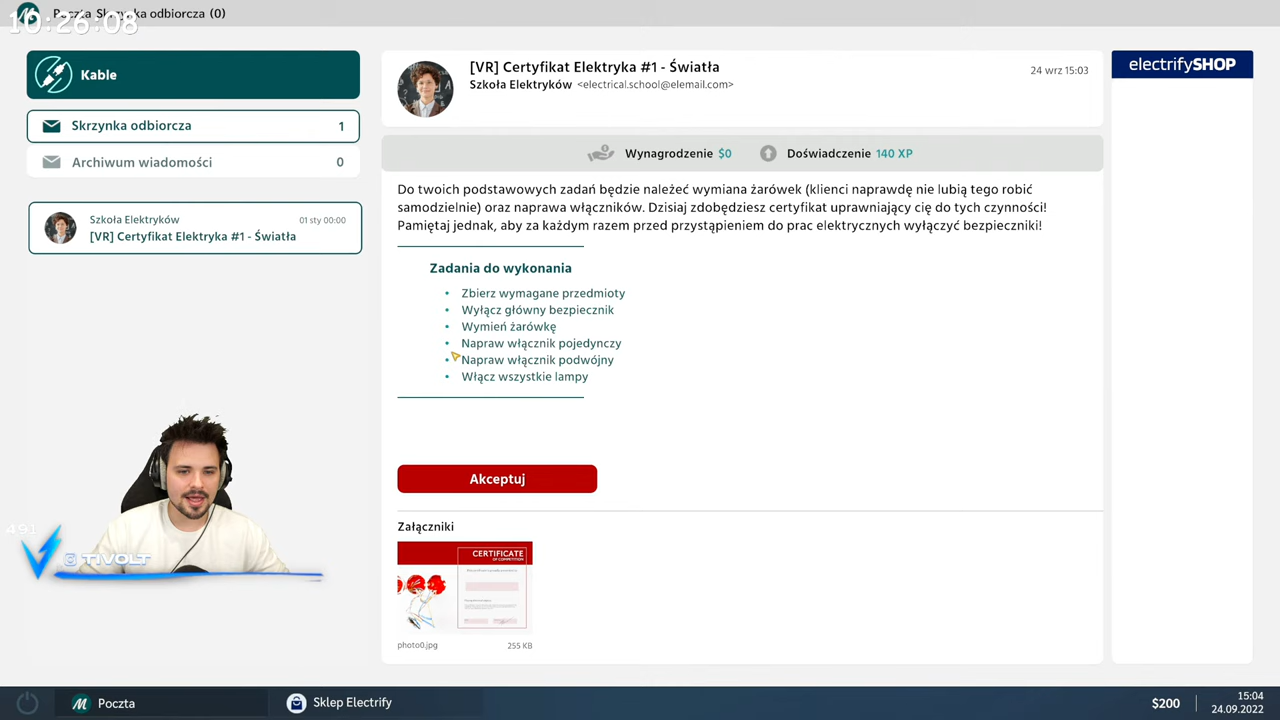 Poczta Skrzynka odbiorcza (0)
10:26:08
Kable
Skrzynka odbiorcza 1
Archiwum wiadomości 0
Szkoła Elektryków 01 sty 00:00
[VR] Certyfikat Elektryka #1 - Światła
[VR] Certyfikat Elektryka #1 - Światła
Szkoła Elektryków <electrical.school@elemail.com>
24 wrz 15:03
Wynagrodzenie $0 Doświadczenie 140 XP
Do twoich podstawowych zadań będzie należeć wymiana żarówek (klienci naprawdę nie lubią tego robić
samodzielnie) oraz naprawa włączników. Dzisiaj zdobędziesz certyfikat uprawniający cię do tych czynności!
Pamiętaj jednak, aby za każdym razem przed przystąpieniem do prac elektrycznych wyłączyć bezpieczniki!
Zadania do wykonania
• Zbierz wymagane przedmioty
• Wyłącz główny bezpiecznik
• Wymień żarówkę
• Napraw włącznik pojedynczy
• Napraw włącznik podwójny
• Włącz wszystkie lampy
Akceptuj
Załączniki
CERTIFICATE
OF COMPETITION
photo0.jpg 255 KB
electrifySHOP
491
TIVOLT
Poczta
Sklep Electrify
$200
15:04
24.09.2022